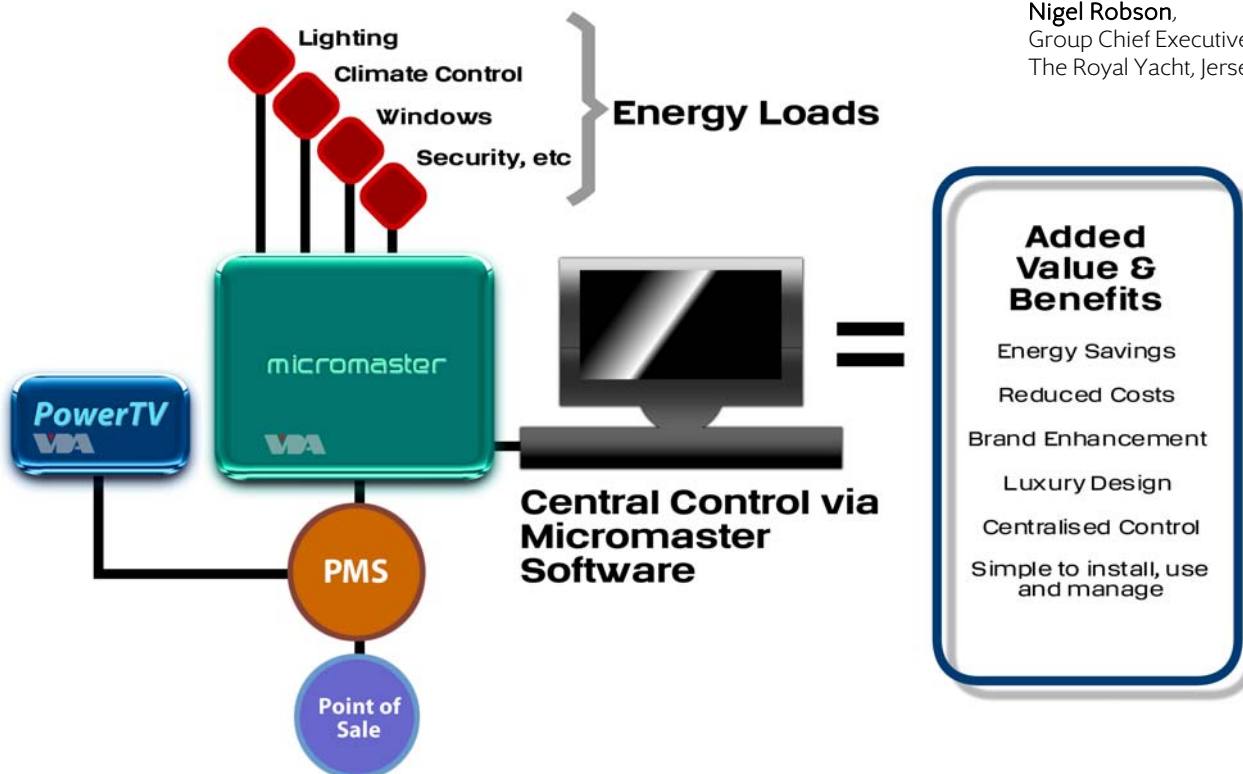 Nigel Robson,
Group Chief Executive
The Royal Yacht, Jerse
Lighting
Climate Control
Windows
Security, etc
Energy Loads
micromaster
VDA
PowerTV
VDA
PMS
Point of
Sale
Central Control via
Micromaster
Software
=
Added
Value &
Benefits
Energy Savings
Reduced Costs
Brand Enhancement
Luxury Design
Centralised Control
Simple to install, use
and manage